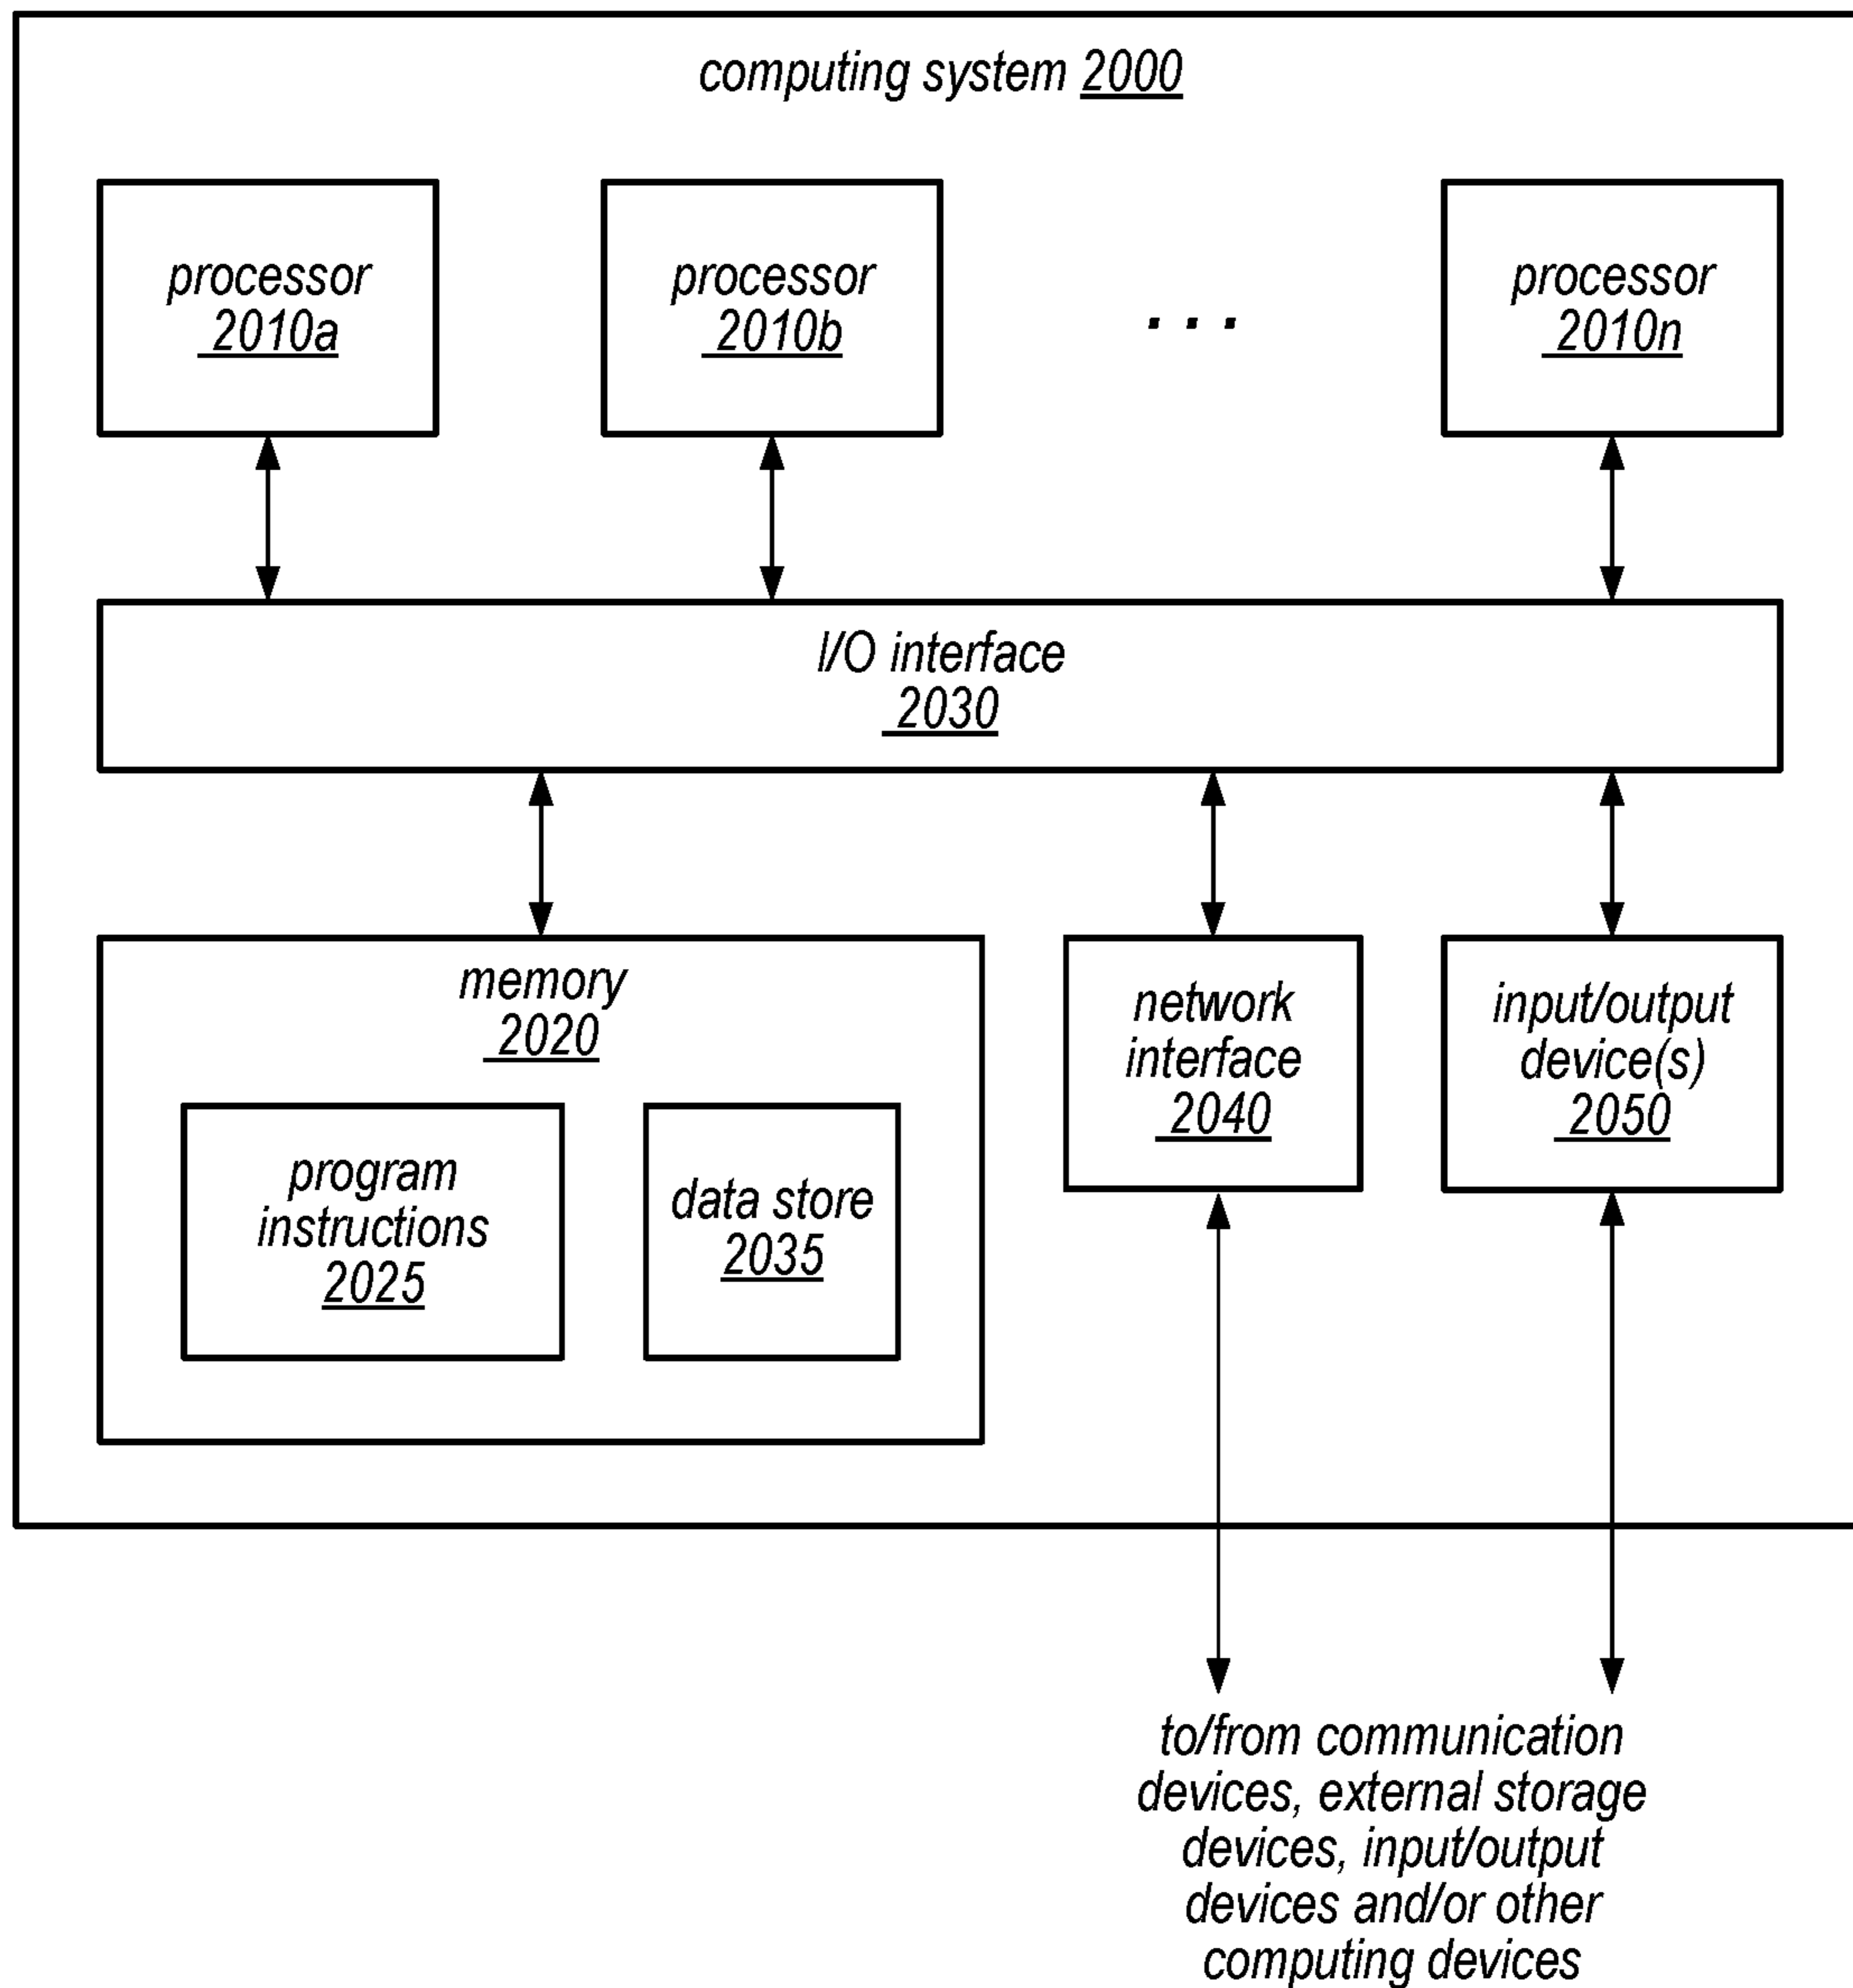 computing system 2000
processor
2010a
processor
2010b
. . .
processor
2010n
I/O interface
2030
memory
2020
program
instructions
2025
data store
2035
network
interface
2040
input/output
device(s)
2050
to/from communication
devices, external storage
devices, input/output
devices and/or other
computing devices